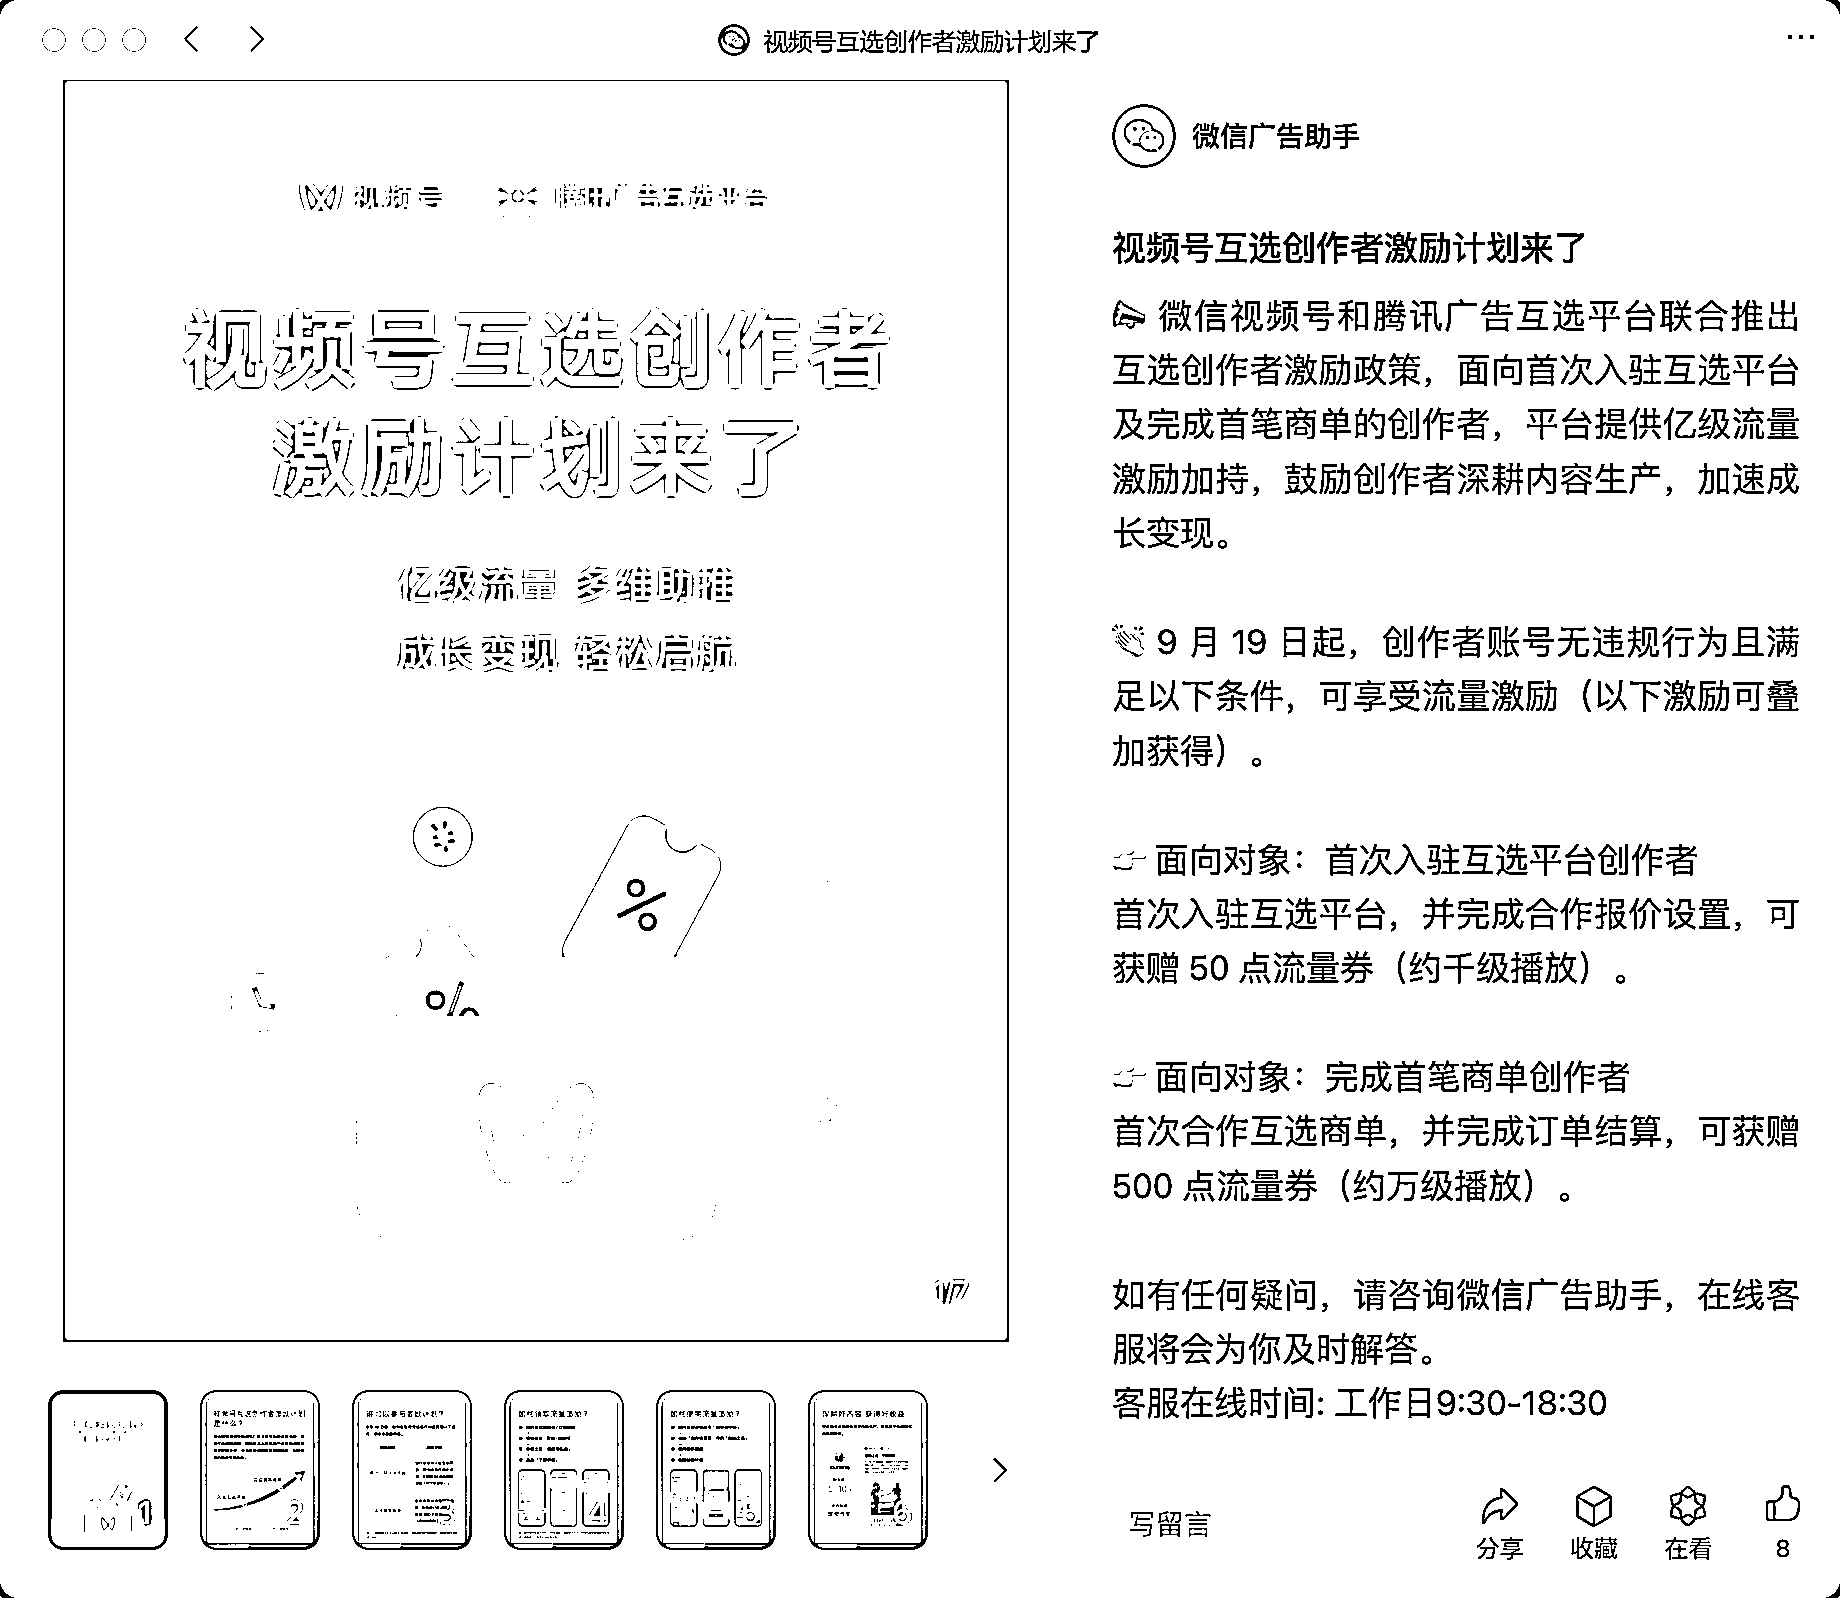 视频号互选创作者激励计划来了
视频号 腾讯广告互选平台
视频号互选创作者
激励计划来了
亿级流量 多维助推
成长变现 轻松启航
%
%
微信广告助手
视频号互选创作者激励计划来了
📢 微信视频号和腾讯广告互选平台联合推出
互选创作者激励政策，面向首次入驻互选平台
及完成首笔商单的创作者，平台提供亿级流量
激励加持，鼓励创作者深耕内容生产，加速成
长变现。
👏 9 月 19 日起，创作者账号无违规行为且满
足以下条件，可享受流量激励（以下激励可叠
加获得）。
👉 面向对象：首次入驻互选平台创作者
首次入驻互选平台，并完成合作报价设置，可
获赠 50 点流量券（约千级播放）。
👉 面向对象：完成首笔商单创作者
首次合作互选商单，并完成订单结算，可获赠
500 点流量券（约万级播放）。
如有任何疑问，请咨询微信广告助手，在线客
服将会为你及时解答。
客服在线时间: 工作日9:30-18:30
1
2
3
4
5
6
写留言
分享
收藏
在看
8